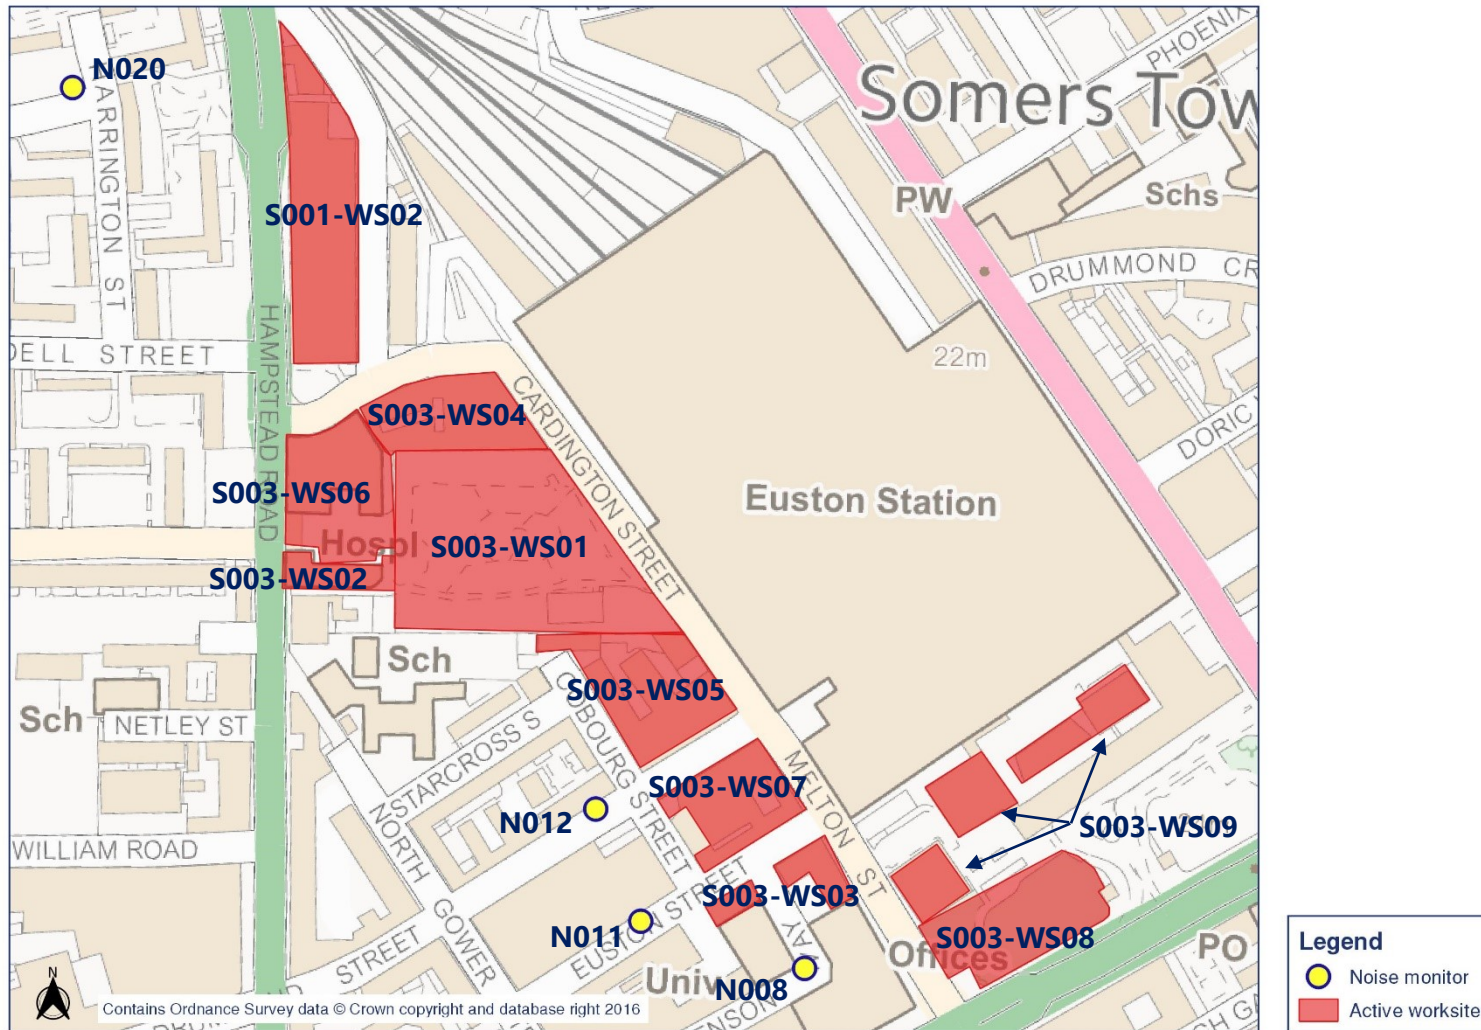 PHOENIX
N020
Somers Tow
ARRINGTON ST
PW
Schs
S001-WS02
DRUMMOND CR
HAMPSTEAD ROAD
DELL STREET
22m
CARDINGTON STREET
S003-WS04
DORIC
S003-WS06
Euston Station
Hospl
S003-WS01
S003-WS02
Sch
Sch
S003-WS05
NETLEY ST
NSTARCROSS S
COBOURG STREET
MELTON ST
S003-WS07
N012
S003-WS09
WILLIAM ROAD
NORTH GOWER
S003-WS03
N011
EUSTON STREET
WAY
S003-WS08
Offices
PO
STREET
Univ
N008
ENSON
N
Contains Ordnance Survey data © Crown copyright and database right 2016
Legend
Noise monitor
Active worksite